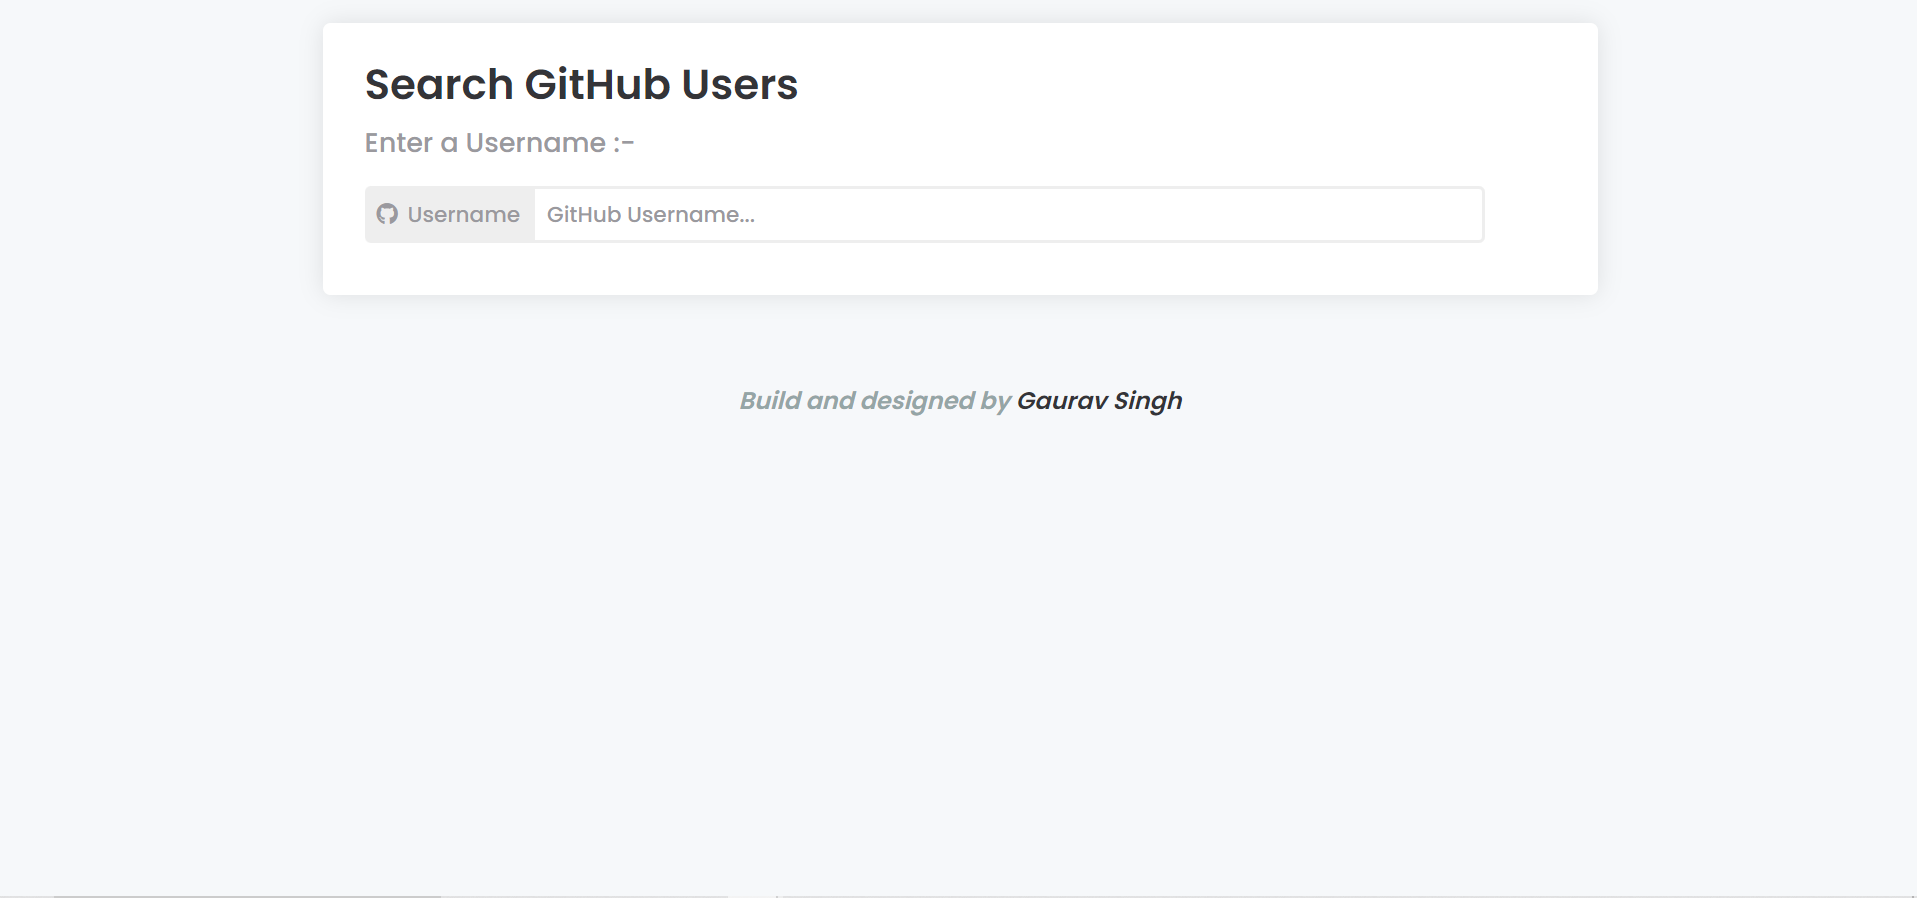 Search GitHub Users
Enter a Username :-
Username GitHub Username...
Build and designed by Gaurav Singh